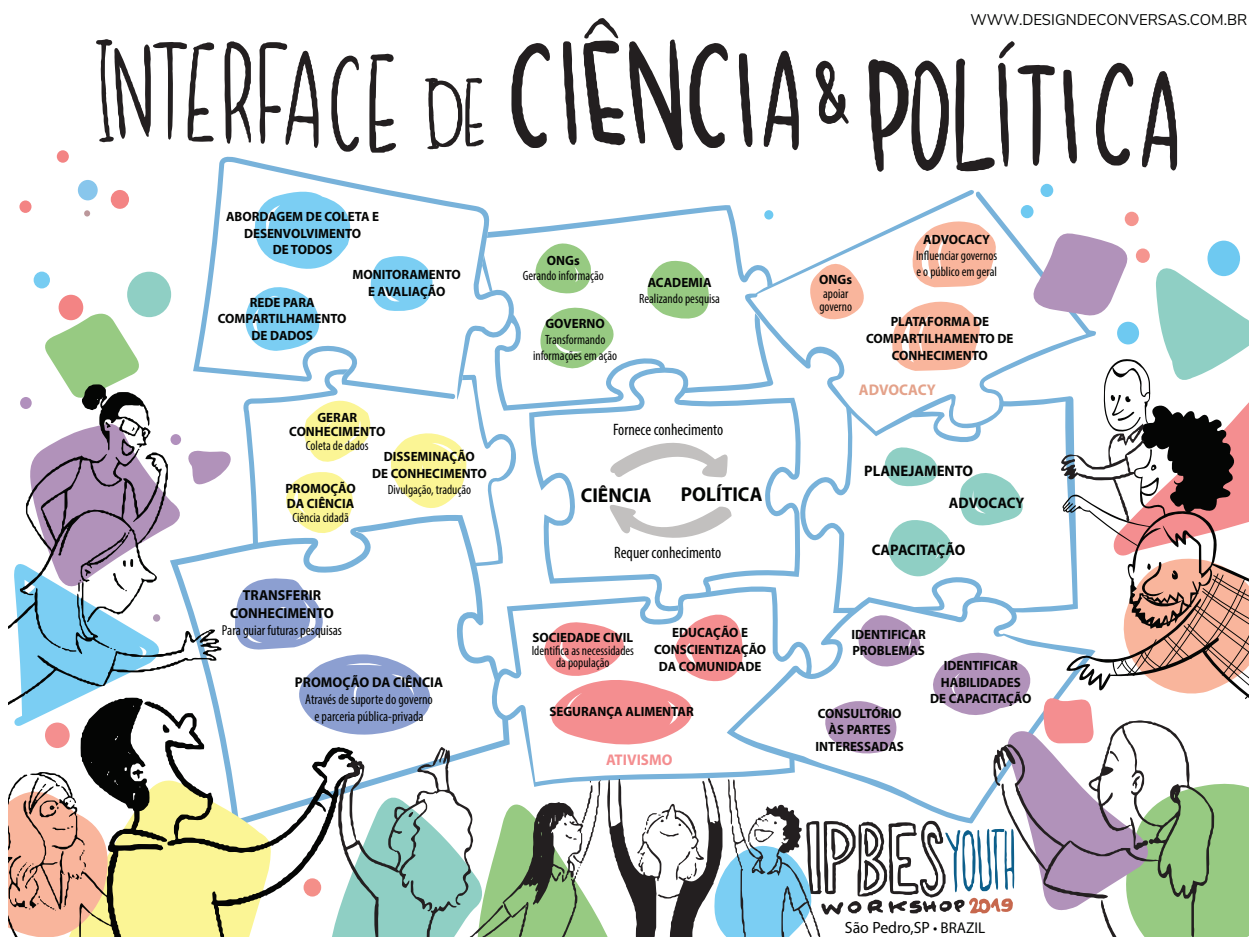 WWW.DESIGNDECONVERSAS.COM.BR
INTERFACE DE CIÊNCIA & POLÍTICA
ABORDAGEM DE COLETA E
DESENVOLVIMENTO
DE TODOS
MONITORAMENTO
E AVALIAÇÃO
REDE PARA
COMPARTILHAMENTO
DE DADOS
ONGs
Gerando informação
ACADEMIA
Realizando pesquisa
GOVERNO
Transformando
informações em ação
ADVOCACY
Influenciar governos
e o público em geral
ONGs
apoiar
governo
PLATAFORMA DE
COMPARTILHAMENTO DE
CONHECIMENTO
ADVOCACY
GERAR
CONHECIMENTO
Coleta de dados
DISSEMINAÇÃO
DE CONHECIMENTO
Divulgação, tradução
PROMOÇÃO
DA CIÊNCIA
Ciência cidadã
Fornece conhecimento
CIÊNCIA POLÍTICA
Requer conhecimento
PLANEJAMENTO
ADVOCACY
CAPACITAÇÃO
TRANSFERIR
CONHECIMENTO
Para guiar futuras pesquisas
PROMOÇÃO DA CIÊNCIA
Através de suporte do governo
e parceria pública-privada
SOCIEDADE CIVIL
Identifica as necessidades
da população
EDUCAÇÃO E
CONSCIENTIZAÇÃO
DA COMUNIDADE
SEGURANÇA ALIMENTAR
ATIVISMO
IDENTIFICAR
PROBLEMAS
IDENTIFICAR
HABILIDADES
DE CAPACITAÇÃO
CONSULTÓRIO
ÀS PARTES
INTERESSADAS
IPBES YOUTH
WORKSHOP 2019
São Pedro,SP • BRAZIL